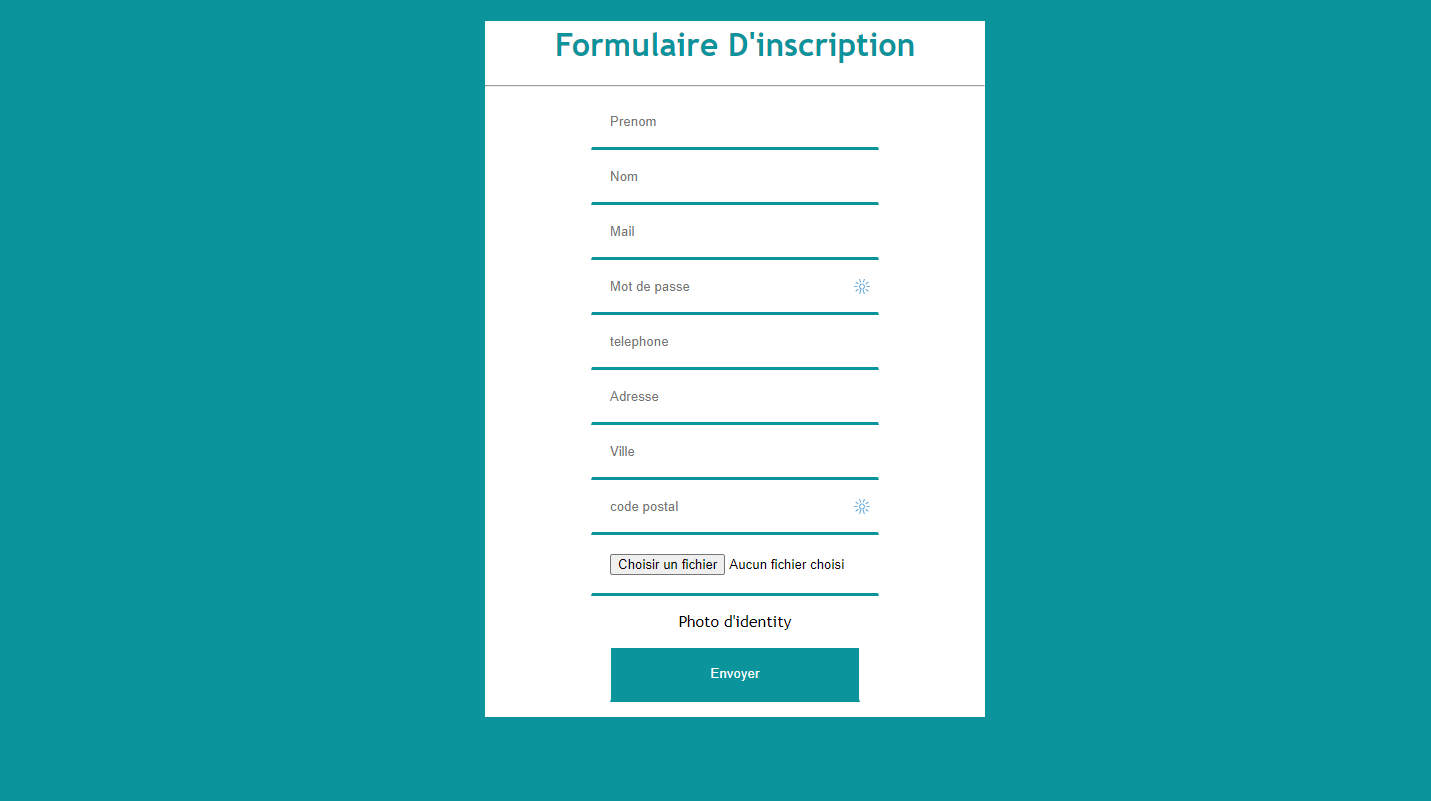 Formulaire D'inscription
Prenom
Nom
Mail
Mot de passe
telephone
Adresse
Ville
code postal
Choisir un fichier Aucun fichier choisi
Photo d'identity
Envoyer